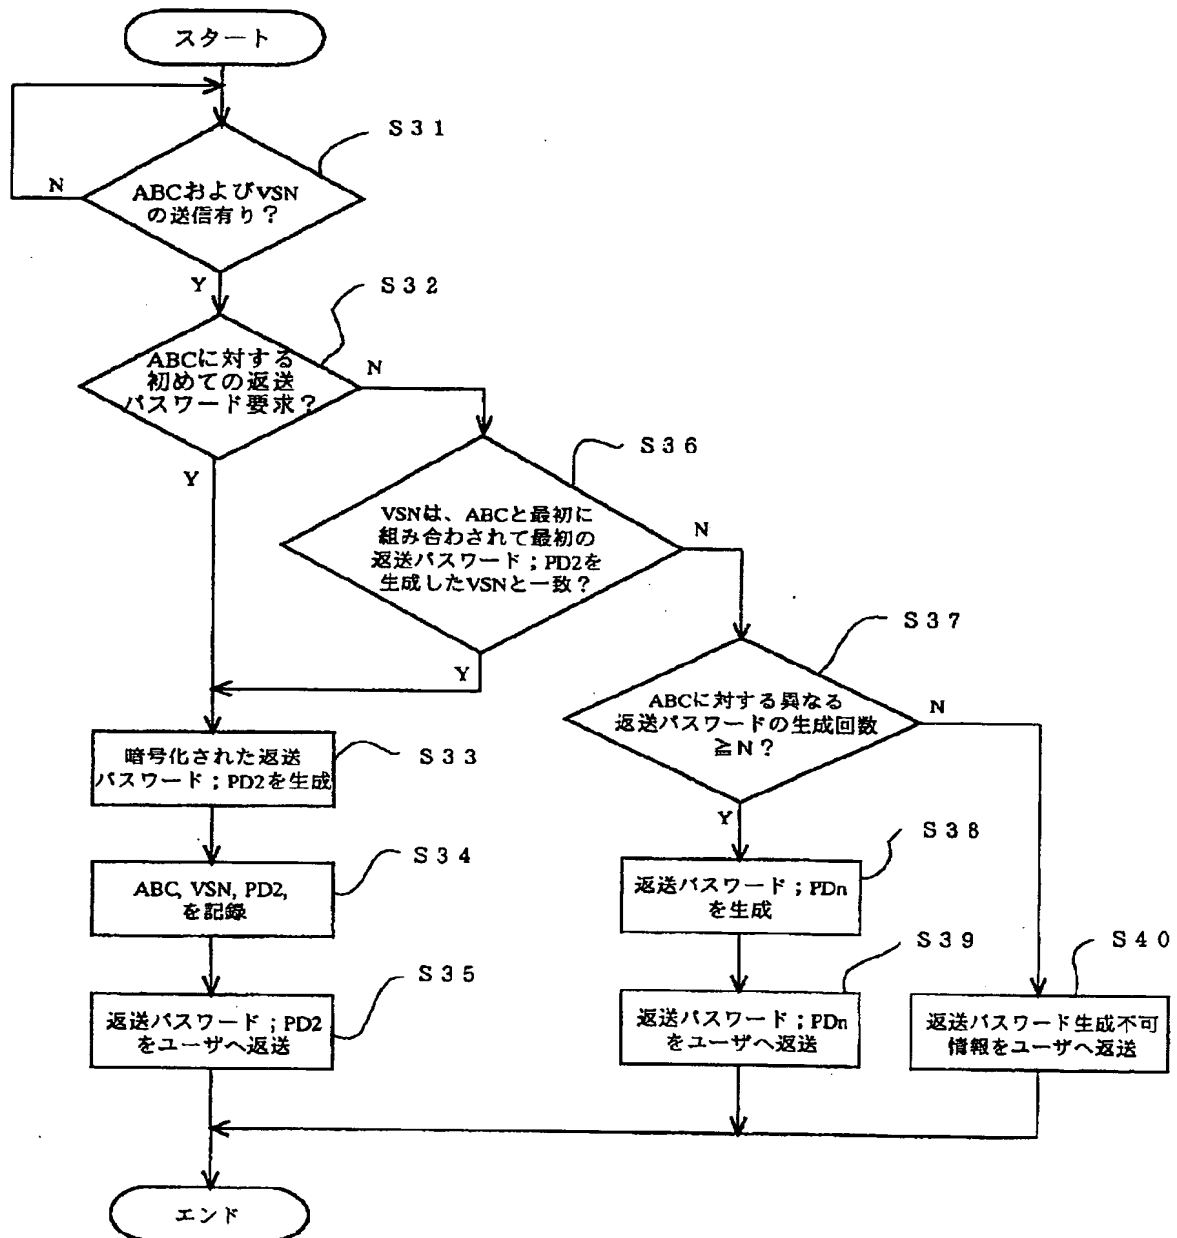 スタート
S31
N
ABCおよびVSN
の送信有り？
Y
S32
ABCに対する
初めての返送
パスワード要求？
N
Y
S36
VSNは、ABCと最初に
組み合わされて最初の
返送パスワード；PD2を
生成したVSNと一致？
N
Y
S37
ABCに対する異なる
返送パスワードの生成回数
≧N？
N
Y
S33
暗号化された返送
パスワード；PD2を生成
S34
ABC, VSN, PD2,
を記録
S35
返送パスワード；PD2
をユーザへ返送
S38
返送パスワード；PDn
を生成
S39
返送パスワード；PDn
をユーザへ返送
S40
返送パスワード生成不可
情報をユーザへ返送
エンド